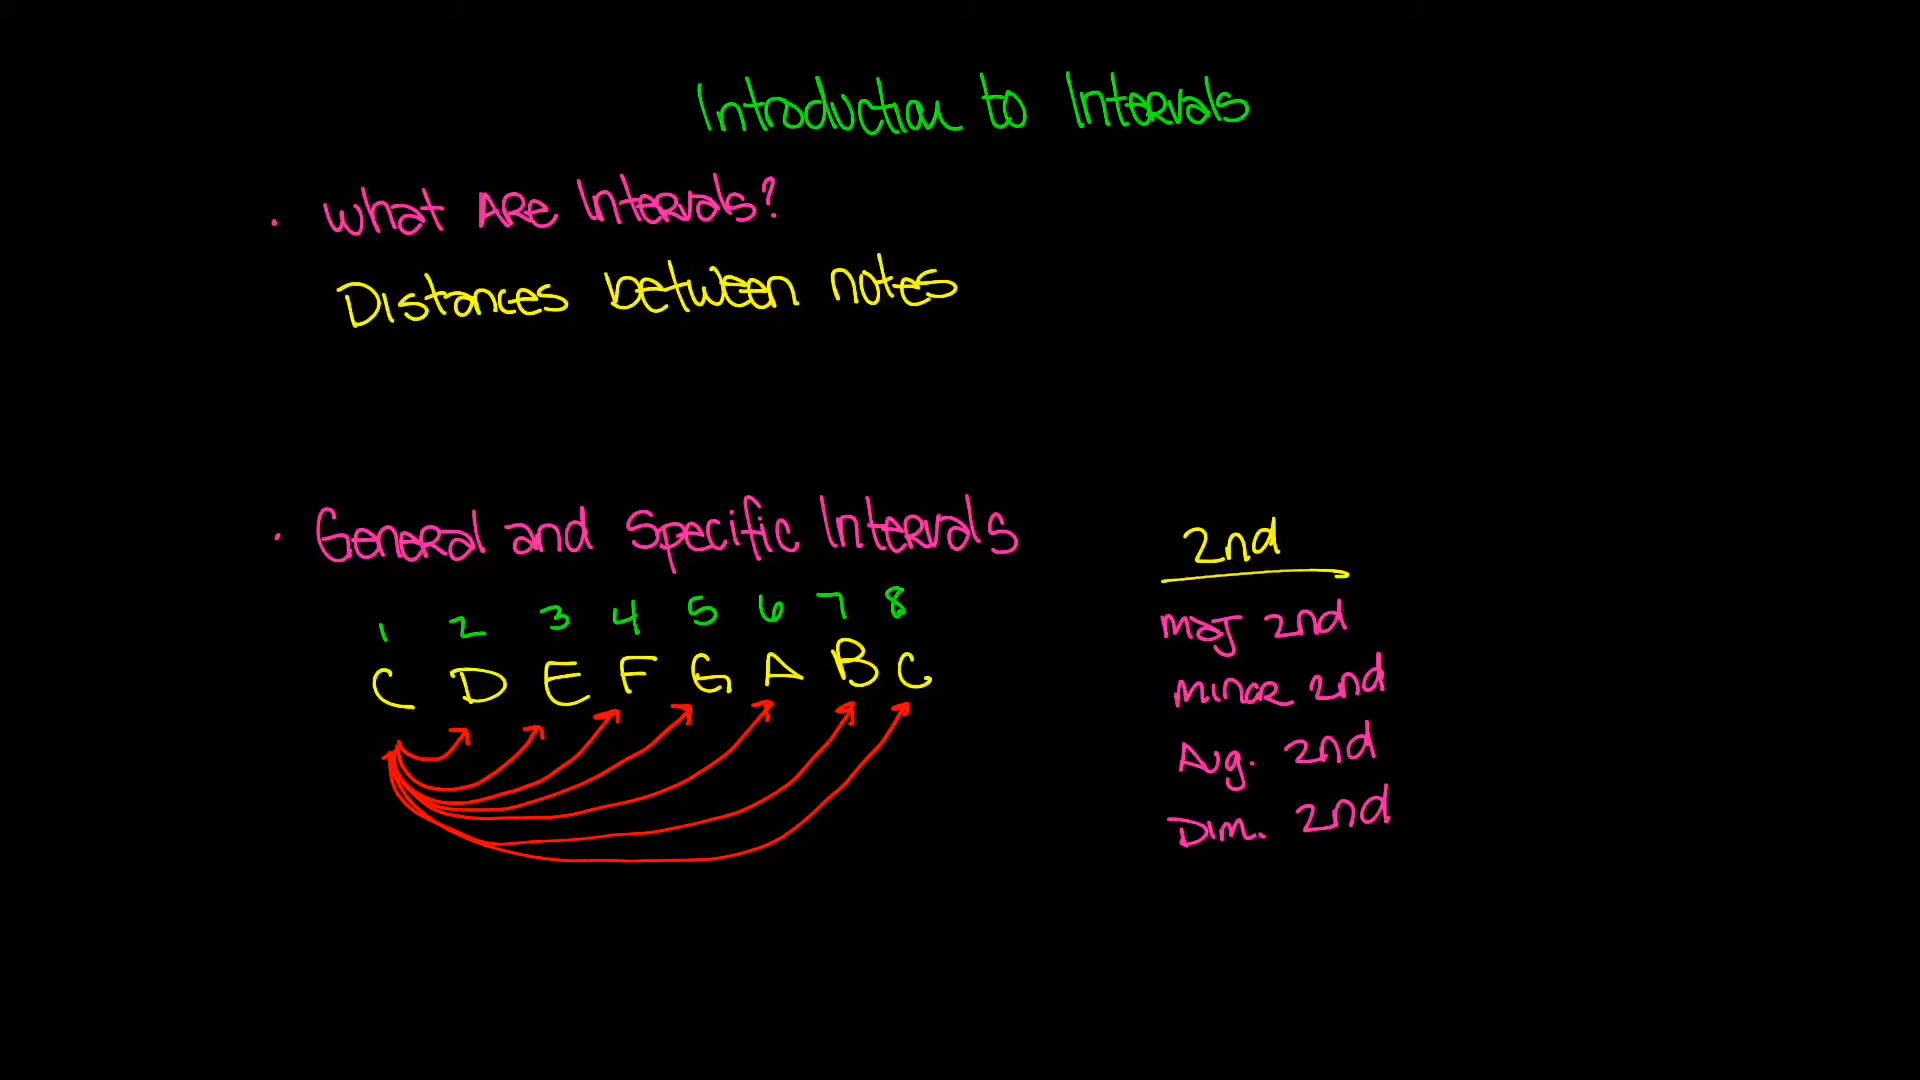 Introduction to Intervals
• What Are Intervals?
Distances between notes
• General and Specific Intervals
1 2 3 4 5 6 7 8
C D E F G A B C
2nd
Maj 2nd
Minor 2nd
Aug. 2nd
Dim. 2nd